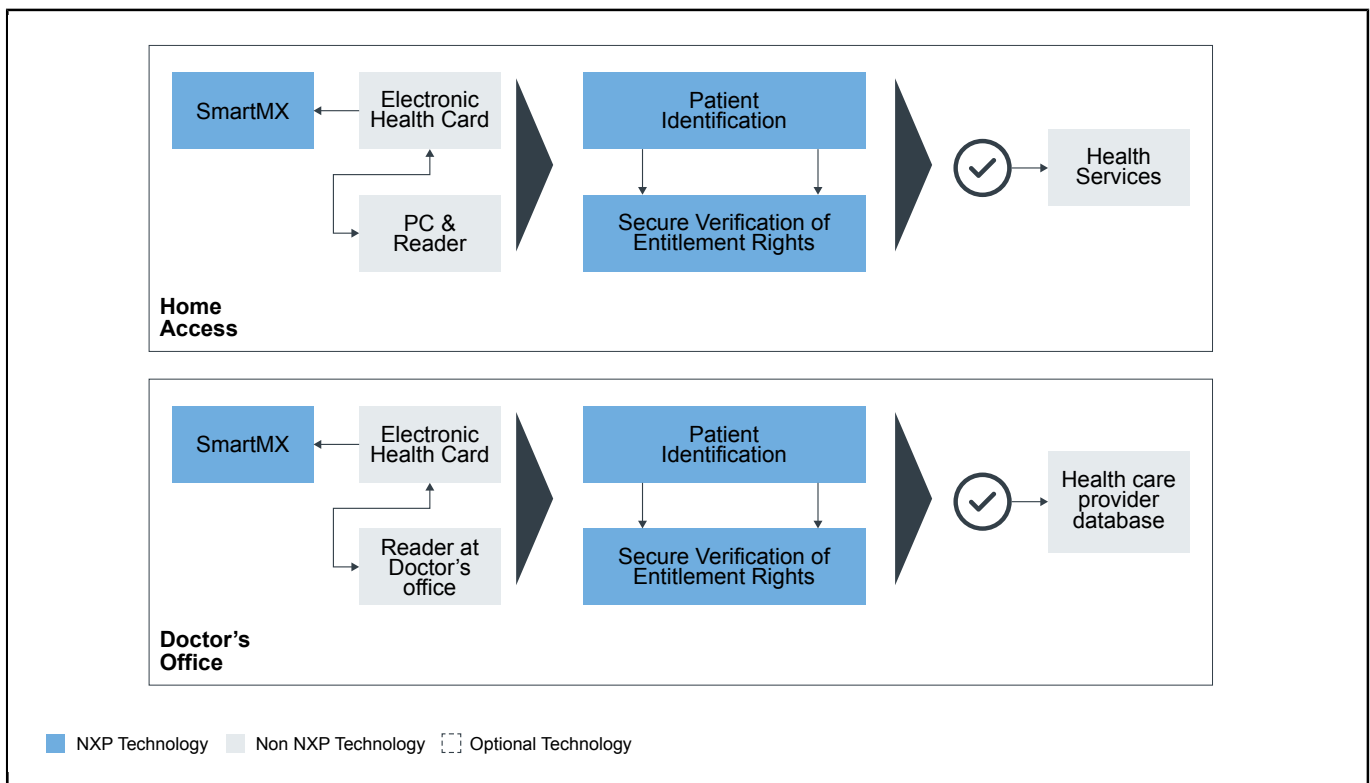 SmartMX
Electronic
Health Card
PC &
Reader
Patient
Identification
Secure Verification of
Entitlement Rights
Health
Services
Home
Access
SmartMX
Electronic
Health Card
Reader at
Doctor’s
office
Patient
Identification
Secure Verification of
Entitlement Rights
Health care
provider
database
Doctor’s
Office
NXP Technology
Non NXP Technology
Optional Technology